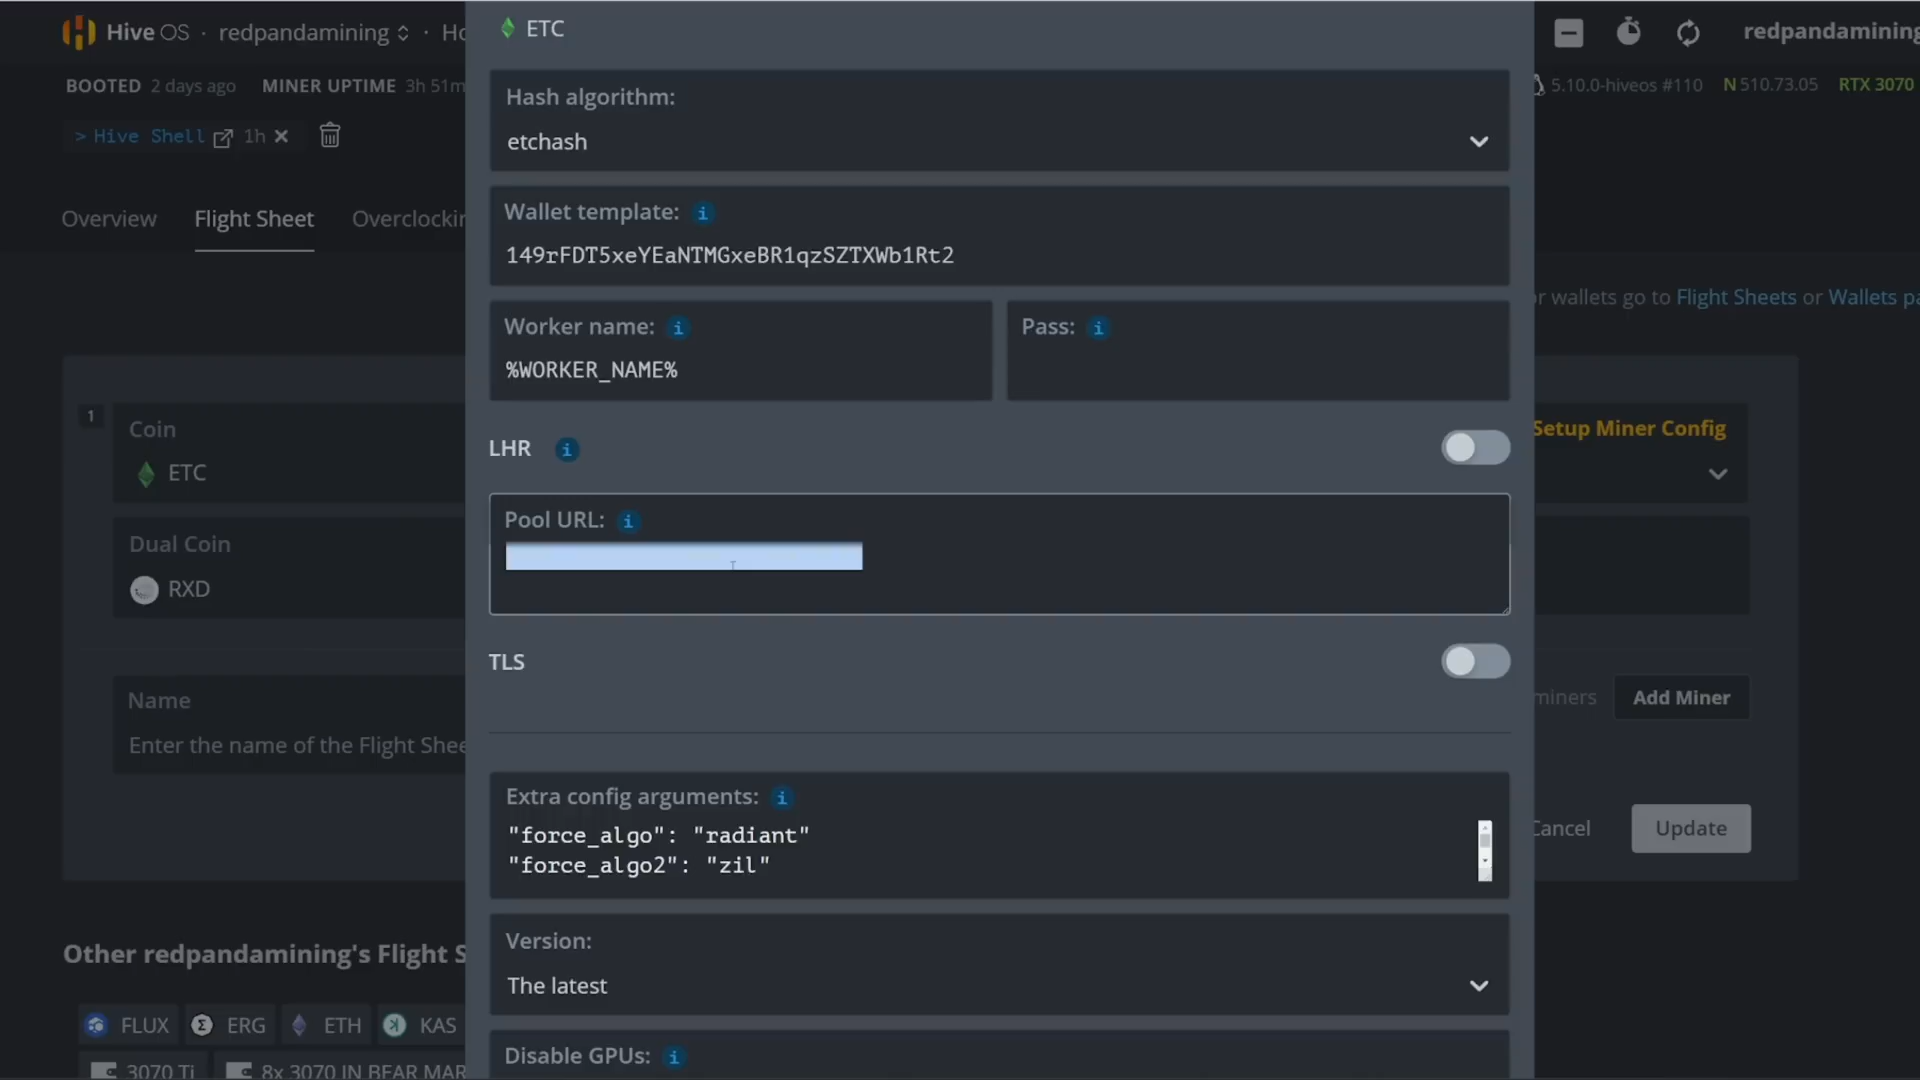 Hive OS · redpandamining · Ho
redpandamining
BOOTED 2 days ago MINER UPTIME 3h 51m
5.10.0-hiveos #110 N 510.73.05 RTX 3070
> Hive Shell 1h ×
Overview Flight Sheet Overclockin
or wallets go to Flight Sheets or Wallets pa
1
Coin
ETC
Dual Coin
RXD
Name
Enter the name of the Flight Shee
Setup Miner Config
miners Add Miner
Cancel Update
Other redpandamining's Flight S
FLUX ERG ETH KAS
3070 Ti 8x 3070 IN BEAR MAR
ETC
Hash algorithm:
etchash
Wallet template: i
149rFDT5xeYEaNTMGxeBR1qzSZTXWb1Rt2
Worker name: i
%WORKER_NAME%
Pass: i
LHR i
Pool URL: i
TLS
Extra config arguments: i
"force_algo": "radiant"
"force_algo2": "zil"
Version:
The latest
Disable GPUs: i